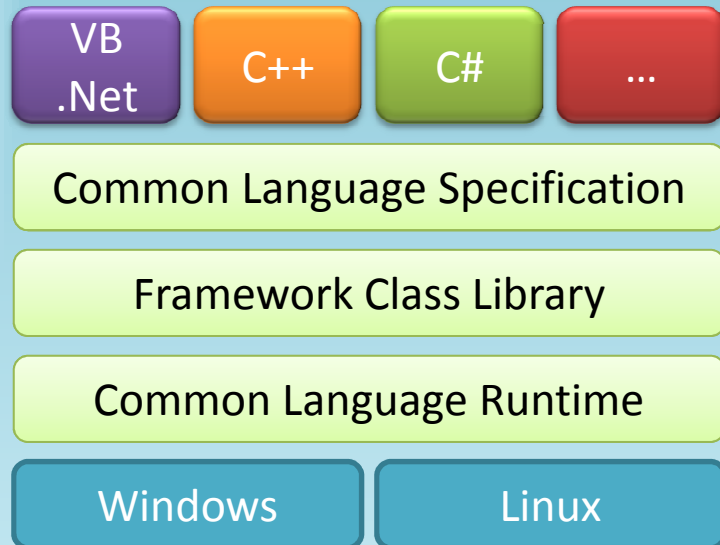 VB
.Net
C++
C#
...
Common Language Specification
Framework Class Library
Common Language Runtime
Windows
Linux